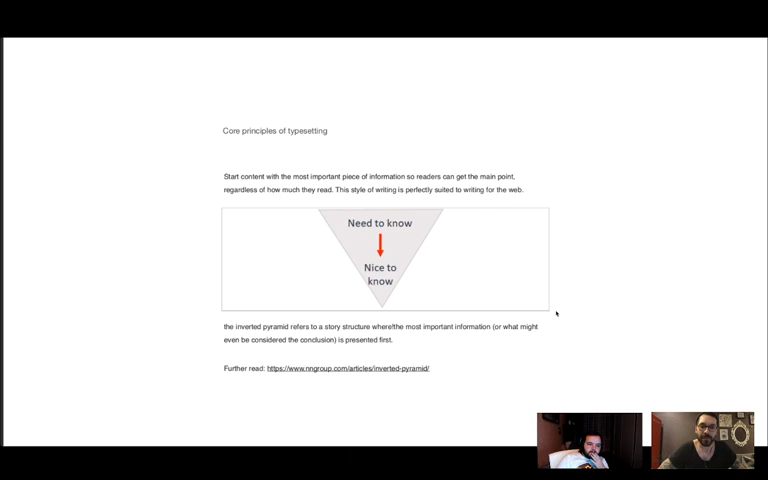 Core principles of typesetting
Start content with the most important piece of information so readers can get the main point,
regardless of how much they read. This style of writing is perfectly suited to writing for the web.
Need to know
Nice to
know
the inverted pyramid refers to a story structure where the most important information (or what might
even be considered the conclusion) is presented first.
Further read: https://www.nngroup.com/articles/inverted-pyramid/